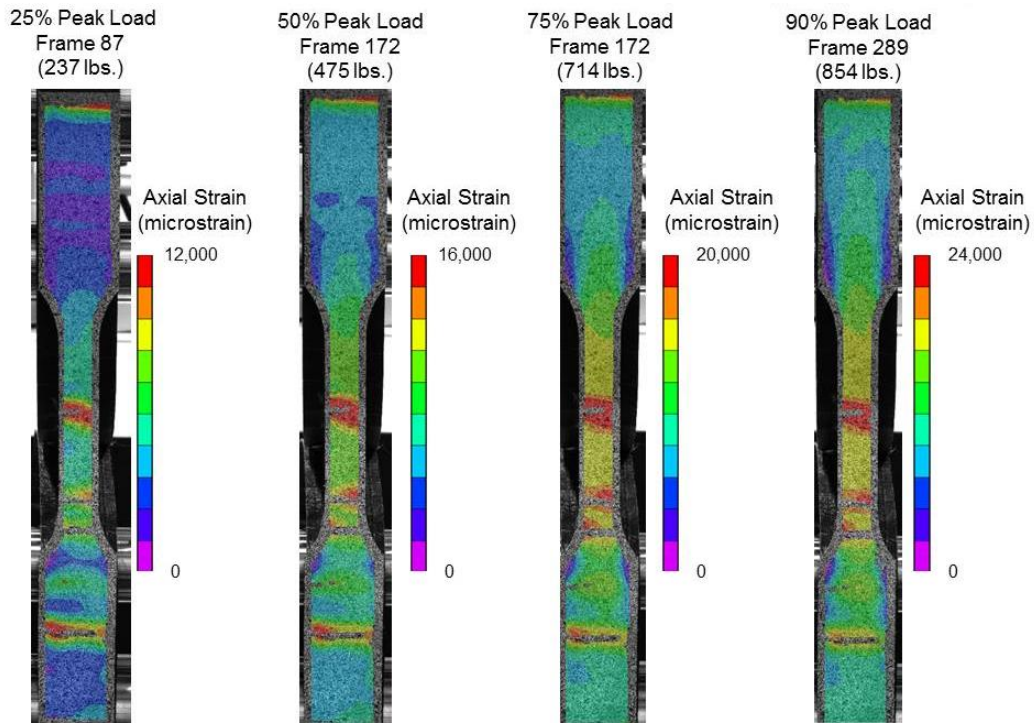 25% Peak Load
Frame 87
(237 lbs.)
50% Peak Load
Frame 172
(475 lbs.)
75% Peak Load
Frame 172
(714 lbs.)
90% Peak Load
Frame 289
(854 lbs.)
Axial Strain
(microstrain)
12,000
0
Axial Strain
(microstrain)
16,000
0
Axial Strain
(microstrain)
20,000
0
Axial Strain
(microstrain)
24,000
0